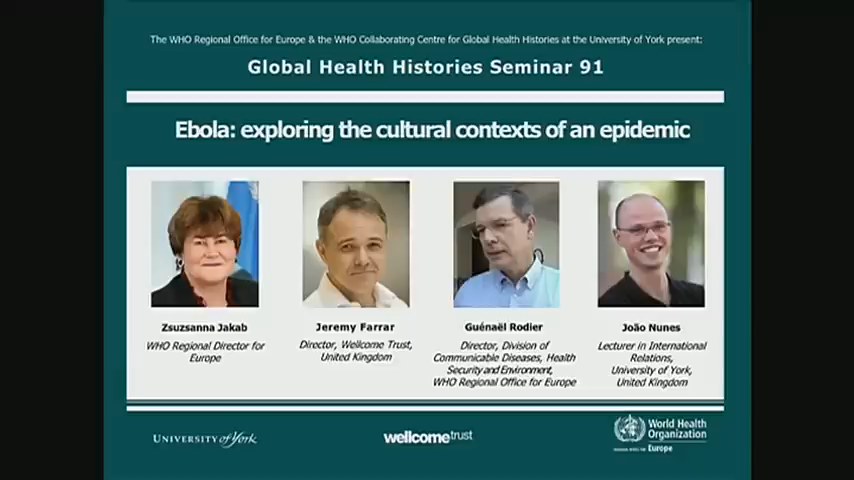 The WHO Regional Office for Europe & the WHO Collaborating Centre for Global Health Histories at the University of York present:
Global Health Histories Seminar 91
Ebola: exploring the cultural contexts of an epidemic
Zsuzsanna Jakab
WHO Regional Director for
Europe
Jeremy Farrar
Director, Wellcome Trust,
United Kingdom
Guénaël Rodier
Director, Division of
Communicable Diseases, Health
Security and Environment,
WHO Regional Office for Europe
João Nunes
Lecturer in International
Relations,
University of York,
United Kingdom
UNIVERSITY of York
wellcome trust
World Health
Organization
Europe